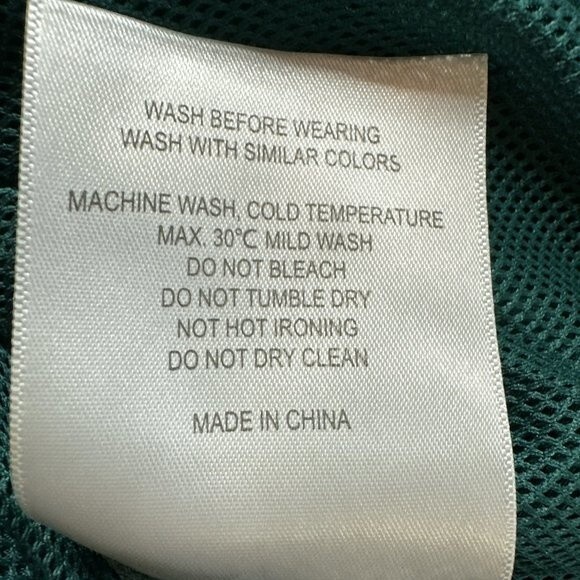 WASH BEFORE WEARING
WASH WITH SIMILAR COLORS
MACHINE WASH, COLD TEMPERATURE
MAX. 30℃ MILD WASH
DO NOT BLEACH
DO NOT TUMBLE DRY
NOT HOT IRONING
DO NOT DRY CLEAN
MADE IN CHINA